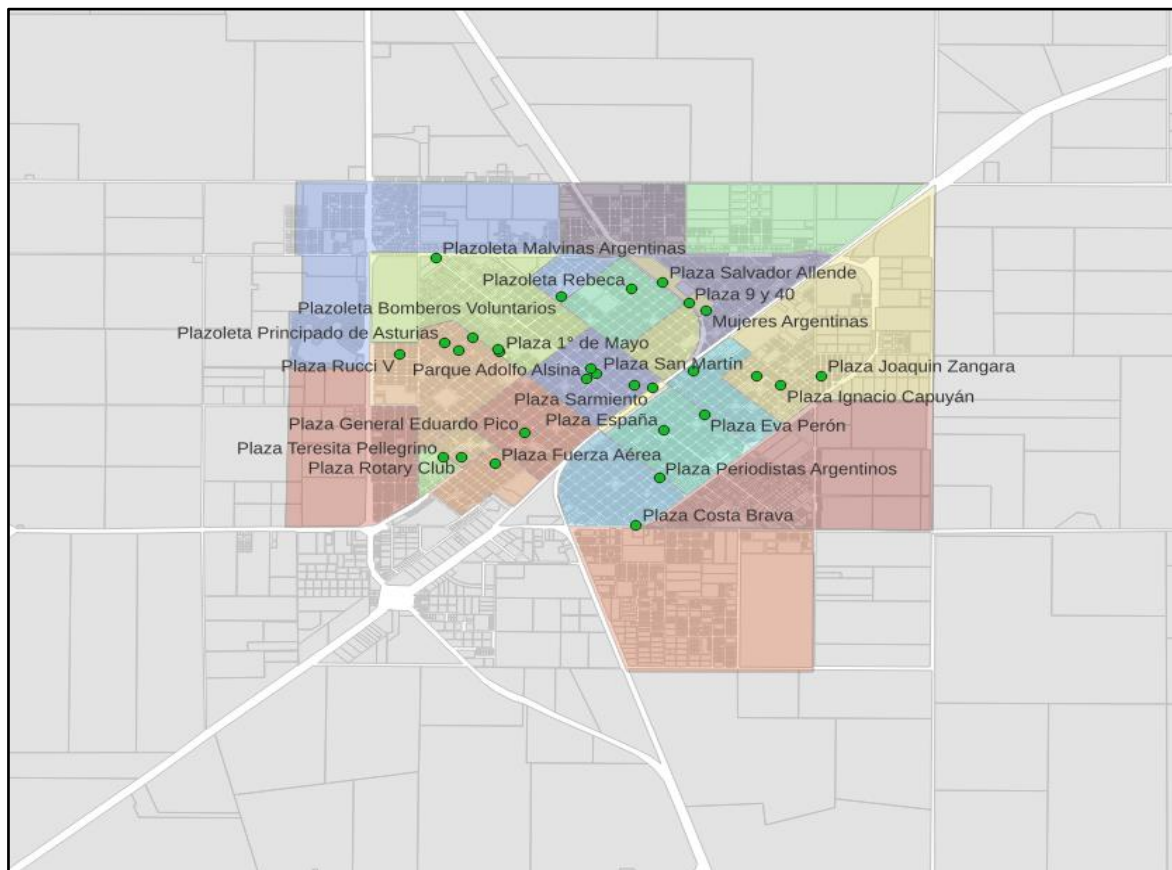 Plazoleta Malvinas Argentinas
Plaza Salvador Allende
Plazoleta Rebeca
Plaza 9 y 40
Plazoleta Bomberos Voluntarios
Mujeres Argentinas
Plazoleta Principado de Asturias
Plaza 1° de Mayo
Plaza Rucci V
Parque Adolfo Alsina
Plaza San Martín
Plaza Joaquin Zangara
Plaza Sarmiento
Plaza Ignacio Capuyán
Plaza General Eduardo Pico
Plaza España
Plaza Eva Perón
Plaza Teresita Pellegrino
Plaza Fuerza Aérea
Plaza Rotary Club
Plaza Periodistas Argentinos
Plaza Costa Brava